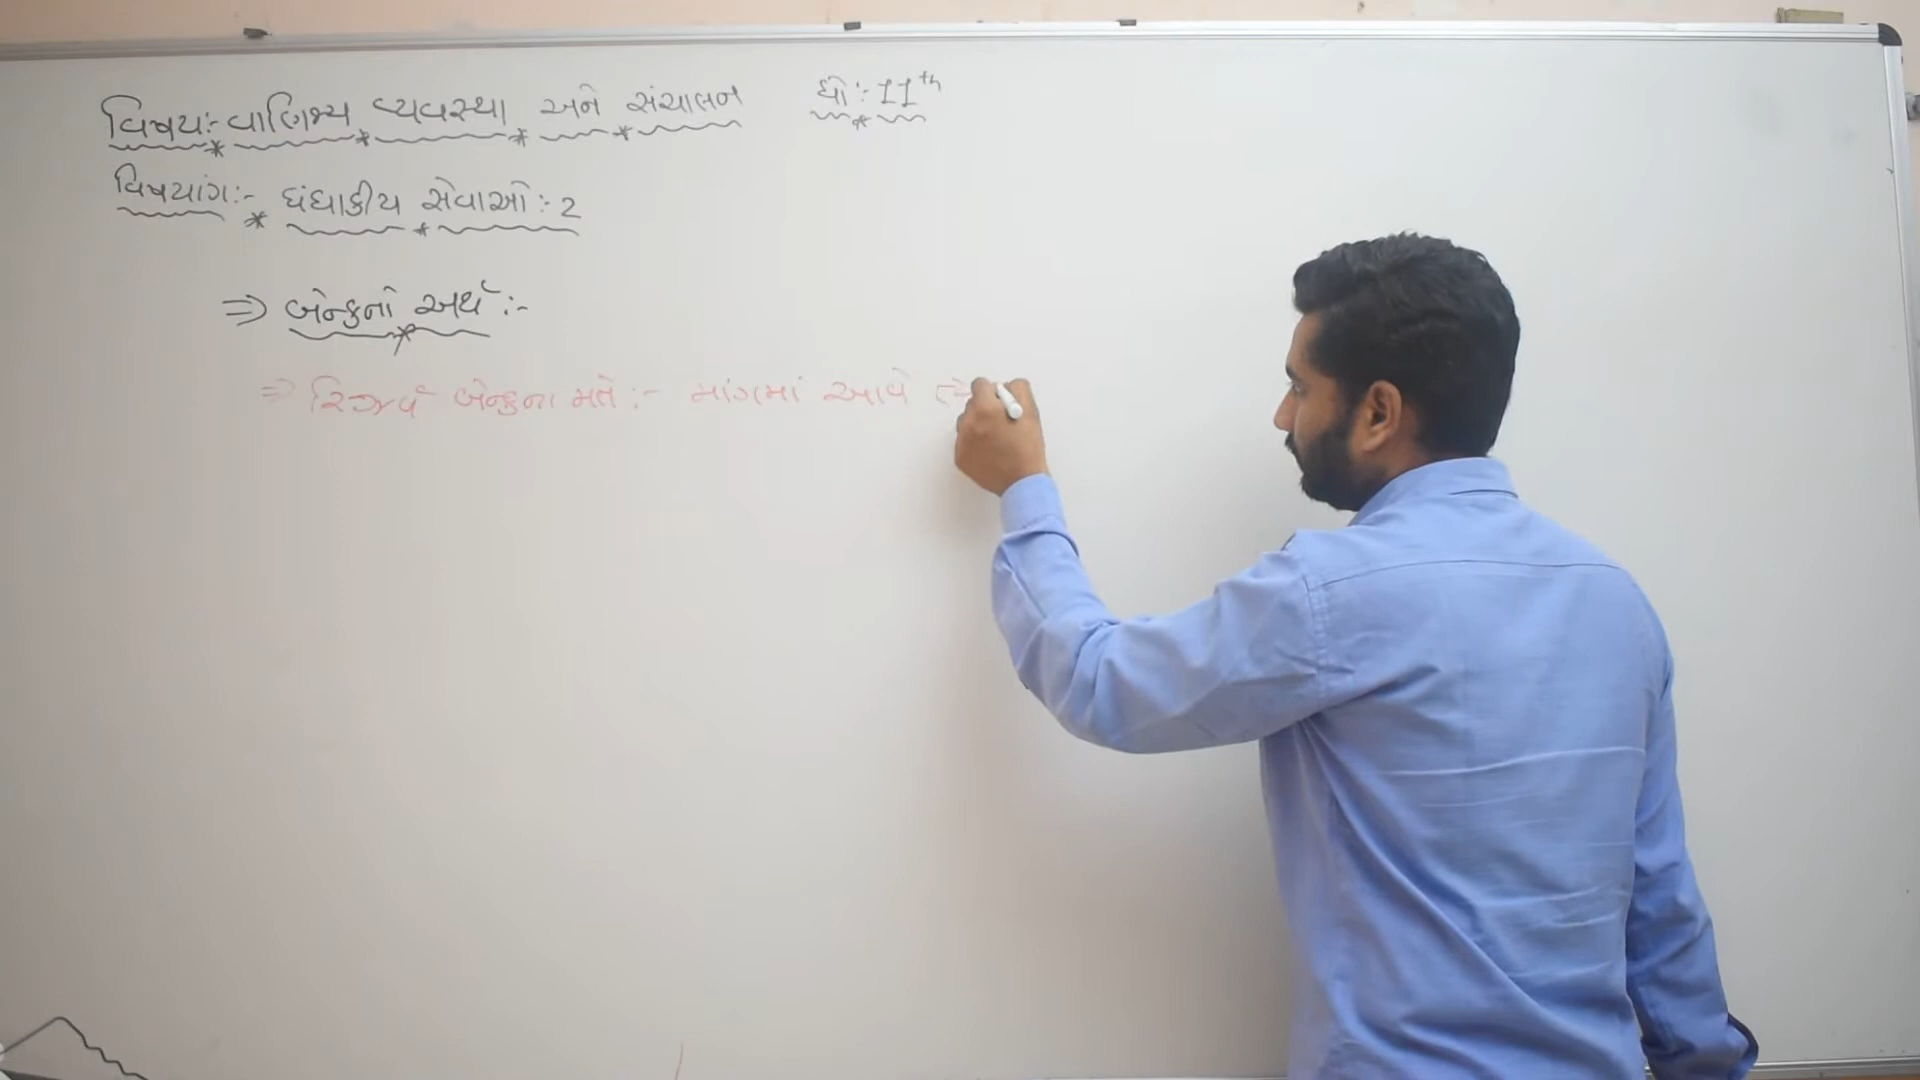 વિષય:- વાણિજ્ય વ્યવસ્થા અને સંચાલન ધો:- 11th
વિષયાંગ:- ધંધાકીય સેવાઓ:- 2
⇒ બેન્કનો અર્થ:-
⇒ રિઝર્વ બેન્કના મતે:- માંગમાં આવે